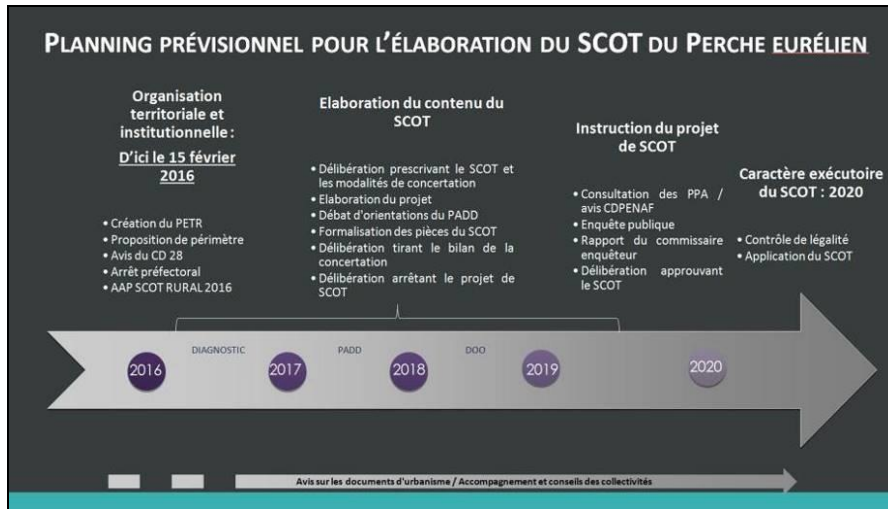 PLANNING PRÉVISIONNEL POUR L'ÉLABORATION DU SCOT DU PERCHE EURÉLIEN
Organisation
territoriale et
institutionnelle :
D'ici le 15 février
2016
• Création du PETR
• Proposition de périmètre
• Avis du CD 28
• Arrêt préfectoral
• AAP SCOT RURAL 2016
Elaboration du contenu du
SCOT
• Délibération prescrivant le SCOT et
les modalités de concertation
• Elaboration du projet
• Débat d'orientations du PADD
• Formalisation des pièces du SCOT
• Délibération tirant le bilan de la
concertation
• Délibération arrêtant le projet de
SCOT
Instruction du projet
de SCOT
• Consultation des PPA /
avis CDPENAF
• Enquête publique
• Rapport du commissaire
enquêteur
• Délibération approuvant
le SCOT
Caractère exécutoire
du SCOT : 2020
• Contrôle de légalité
• Application du SCOT
2016
DIAGNOSTIC
2017
PADD
2018
DOO
2019
2020
Avis sur les documents d'urbanisme / Accompagnement et conseils des collectivités